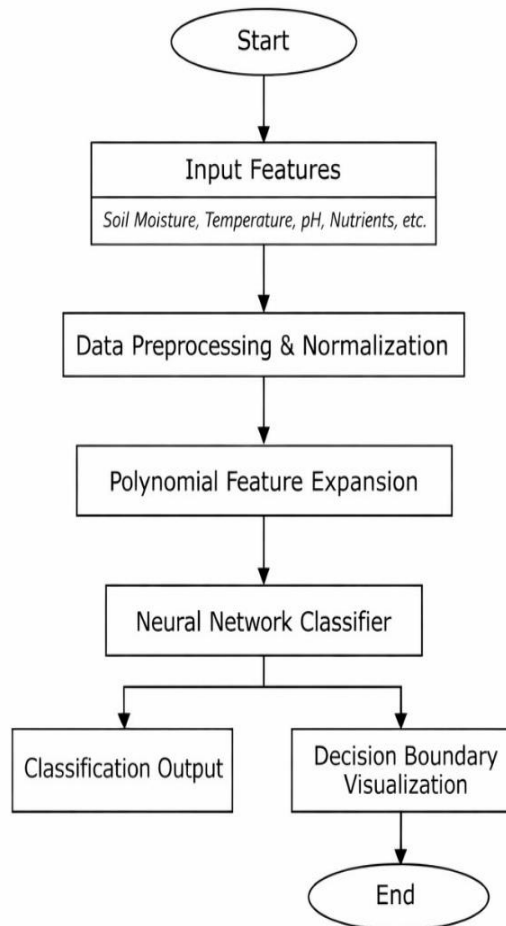 Start
Input Features
Soil Moisture, Temperature, pH, Nutrients, etc.
Data Preprocessing & Normalization
Polynomial Feature Expansion
Neural Network Classifier
Classification Output
Decision Boundary
Visualization
End